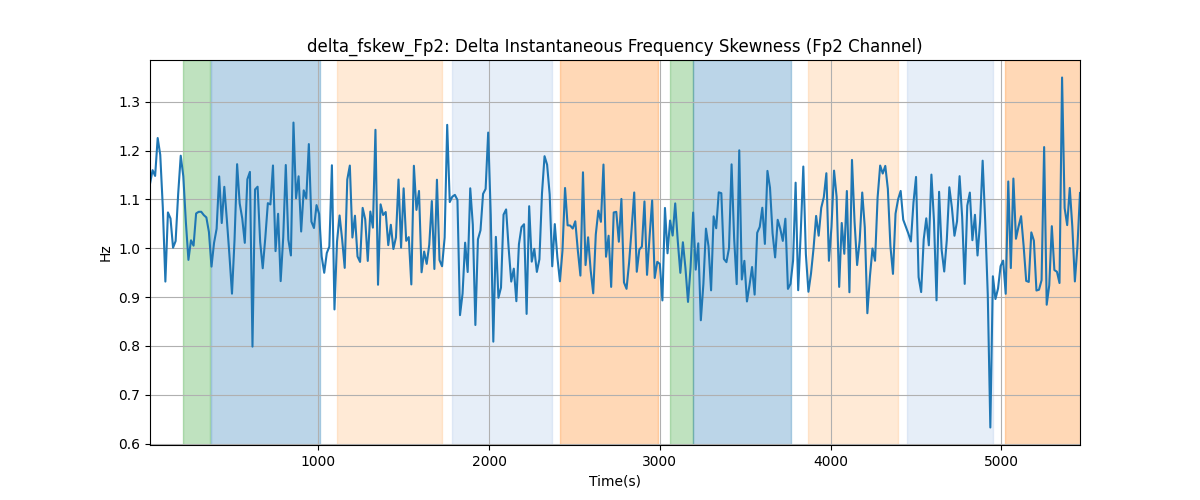 delta_fskew_Fp2: Delta Instantaneous Frequency Skewness (Fp2 Channel)
Hz
1.3
1.2
1.1
1.0
0.9
0.8
0.7
0.6
1000 2000 3000 4000 5000
Time(s)